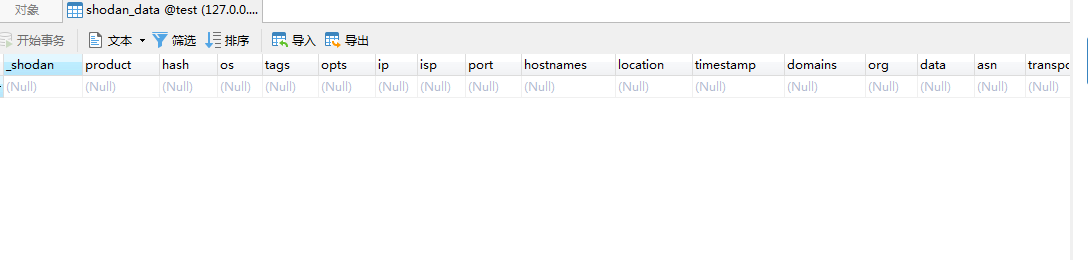 对象 shodan_data @test (127.0.0....
开始事务 文本 筛选 排序 导入 导出
_shodan product hash os tags opts ip isp port hostnames location timestamp domains org data asn transpo
(Null) (Null) (Null) (Null) (Null) (Null) (Null) (Null) (Null) (Null) (Null) (Null) (Null) (Null) (Null) (Null) (Null)